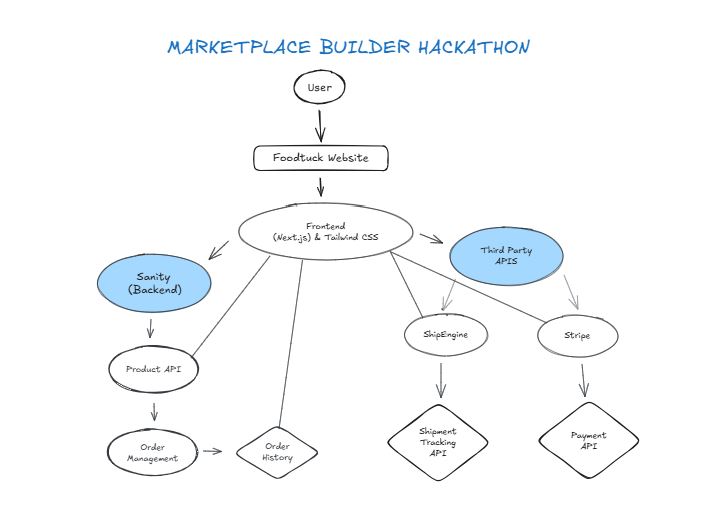 MARKETPLACE BUILDER HACKATHON
User
Foodtuck Website
Frontend
(Next.js) & Tailwind CSS
Third Party
APIS
Sanity
(Backend)
ShipEngine
Stripe
Product API
Order
Management
Order
History
Shipment
Tracking
API
Payment
API